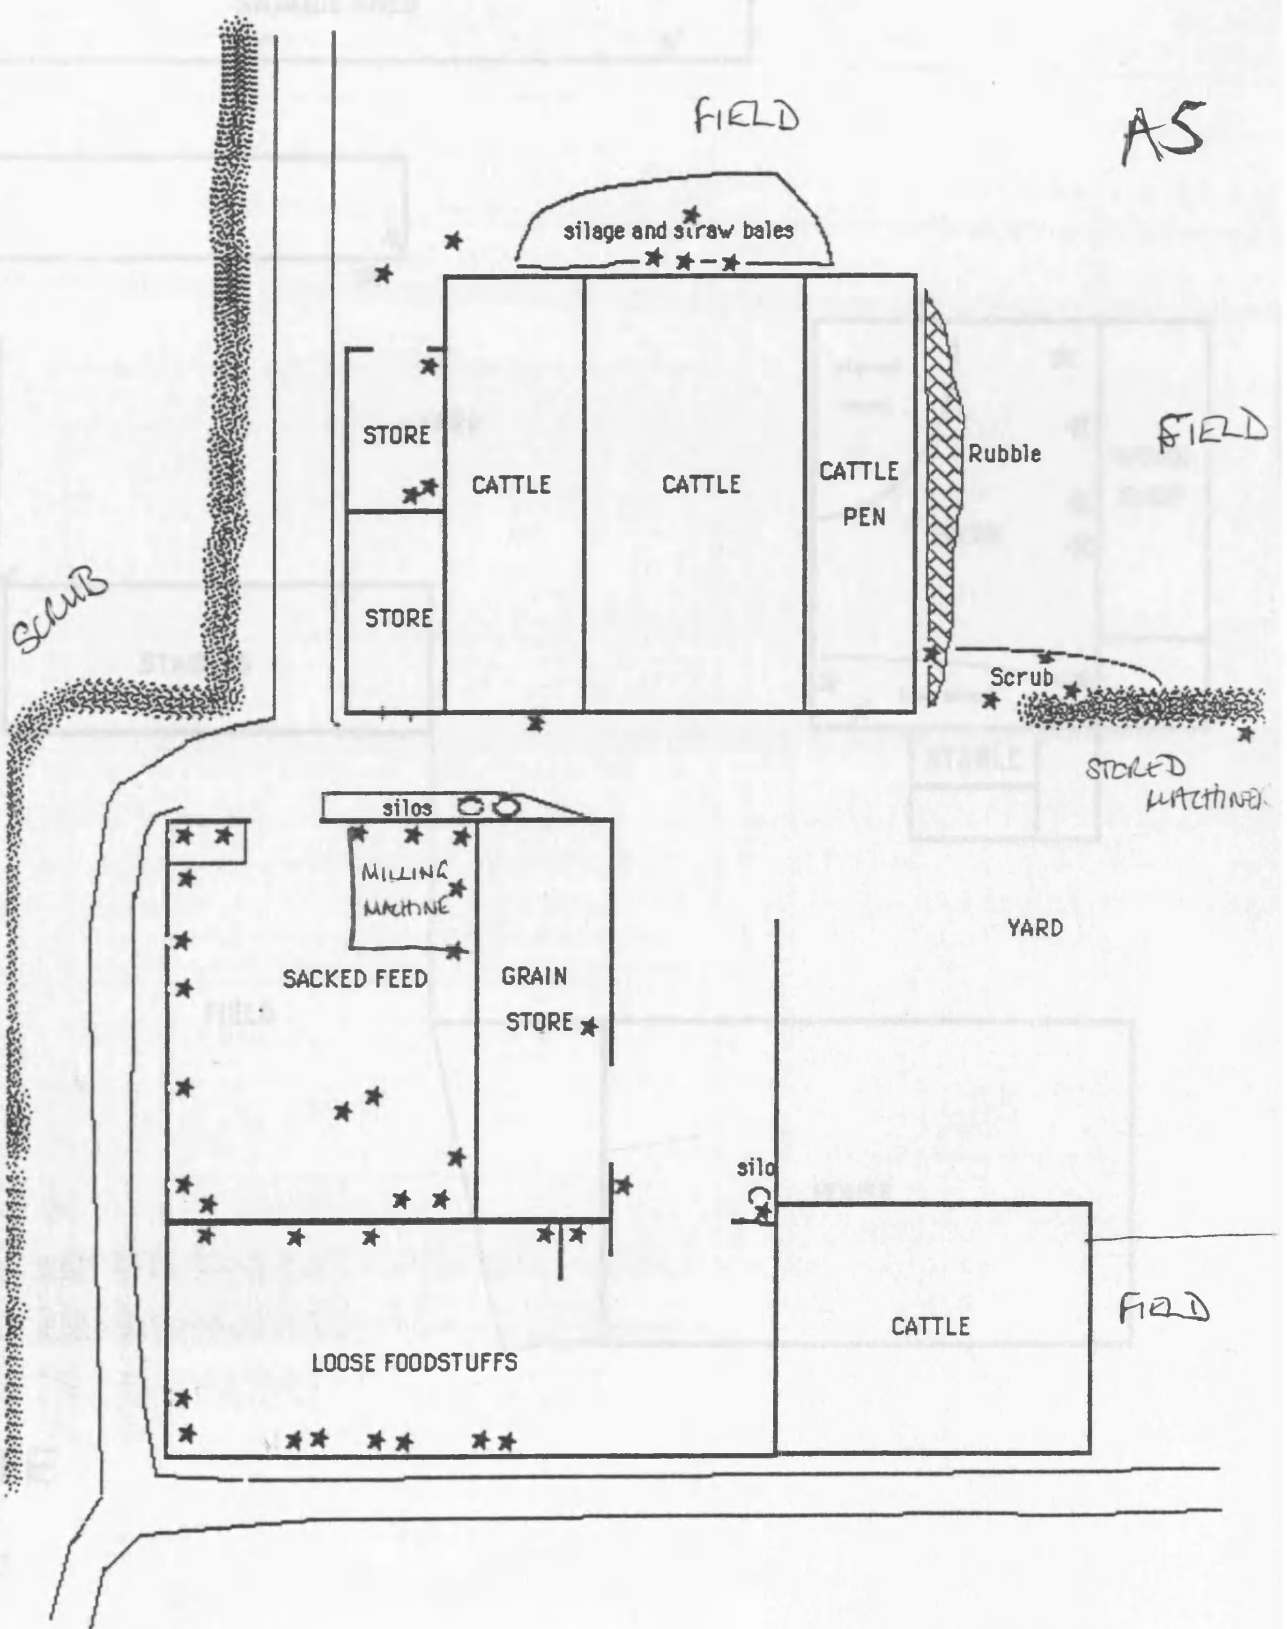 FIELD
A5
silage and straw bales
FIELD
STORE
CATTLE
CATTLE
CATTLE
PEN
Rubble
SCRUB
STORE
Scrub
STORED
MACHINER
silos
MILLING
MACHINE
YARD
SACKED FEED
GRAIN
STORE
silo
CATTLE
FIELD
LOOSE FOODSTUFFS